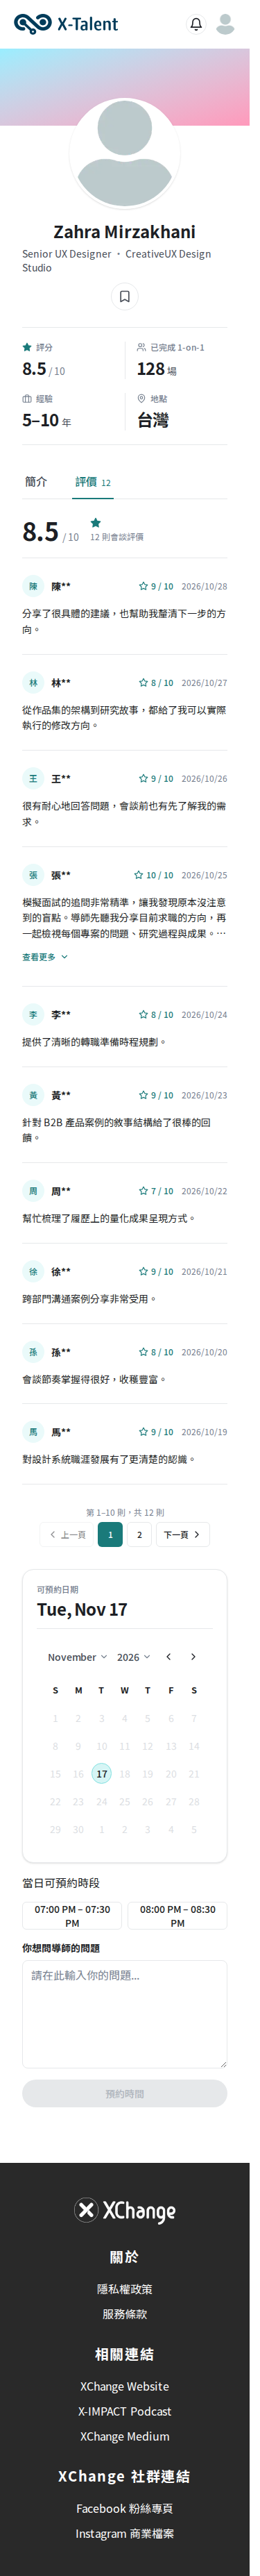 X-Talent
Zahra Mirzakhani
Senior UX Designer • CreativeUX Design
Studio
評分
已完成 1-on-1
8.5 / 10
128 場
經驗
地點
5–10 年
台灣
簡介
評價 12
8.5 / 10
12 則會談評價
陳 陳** 9 / 10 2026/10/28
分享了很具體的建議，也幫助我釐清下一步的方
向。
林 林** 8 / 10 2026/10/27
從作品集的架構到研究故事，都給了我可以實際
執行的修改方向。
王 王** 9 / 10 2026/10/26
很有耐心地回答問題，會談前也有先了解我的需
求。
張 張** 10 / 10 2026/10/25
模擬面試的追問非常精準，讓我發現原本沒注意
到的盲點。導師先聽我分享目前求職的方向，再
一起檢視每個專案的問題、研究過程與成果。…
查看更多
李 李** 8 / 10 2026/10/24
提供了清晰的轉職準備時程規劃。
黃 黃** 9 / 10 2026/10/23
針對 B2B 產品案例的敘事結構給了很棒的回
饋。
周 周** 7 / 10 2026/10/22
幫忙梳理了履歷上的量化成果呈現方式。
徐 徐** 9 / 10 2026/10/21
跨部門溝通案例分享非常受用。
孫 孫** 8 / 10 2026/10/20
會談節奏掌握得很好，收穫豐富。
馬 馬** 9 / 10 2026/10/19
對設計系統職涯發展有了更清楚的認識。
第 1–10 則，共 12 則
上一頁 1 2 下一頁
可預約日期
Tue, Nov 17
November 2026
S M T W T F S
1 2 3 4 5 6 7
8 9 10 11 12 13 14
15 16 17 18 19 20 21
22 23 24 25 26 27 28
29 30 1 2 3 4 5
當日可預約時段
07:00 PM – 07:30
PM
08:00 PM – 08:30
PM
你想問導師的問題
請在此輸入你的問題...
預約時間
XChange
關於
隱私權政策
服務條款
相關連結
XChange Website
X-IMPACT Podcast
XChange Medium
XChange 社群連結
Facebook 粉絲專頁
Instagram 商業檔案